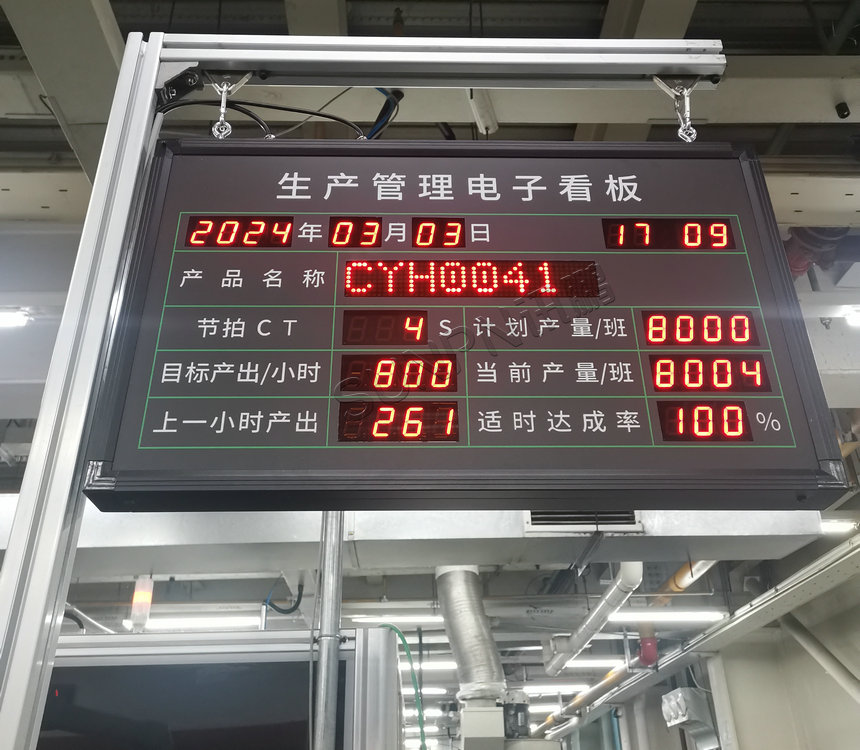 生产管理电子看板
2024年03月03日 17 09
产品名称 CYH0041
节拍CT 4 S 计划产量/班 8000
目标产出/小时 800 当前产量/班 8004
上一小时产出 261 适时达成率 100 %